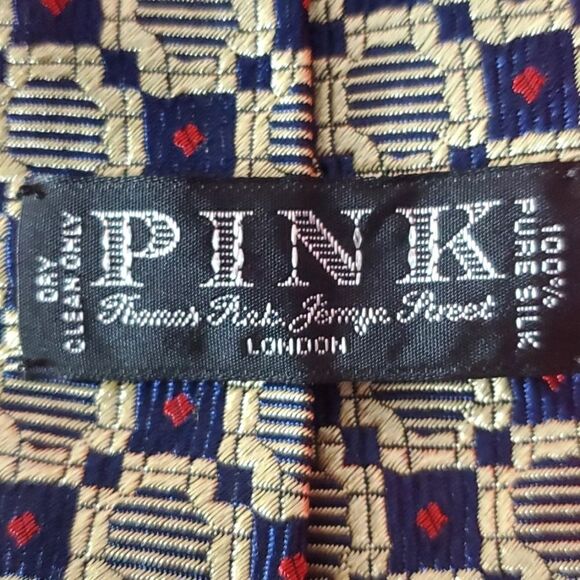 DRY
CLEAN ONLY
PINK
Thomas Pink Jermyn Street
LONDON
100%
PURE SILK